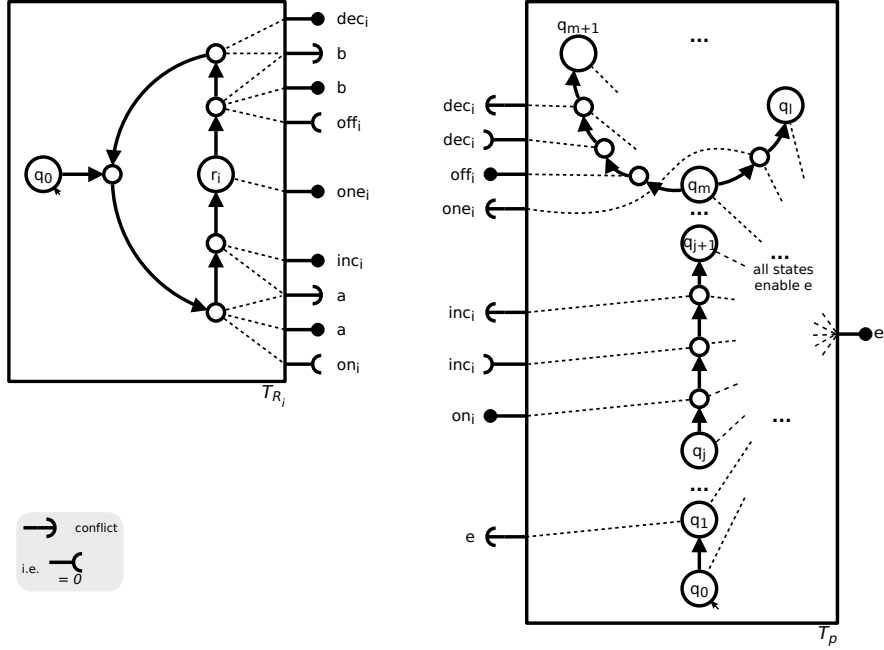 dec_i
b
b
off_i
one_i
inc_i
a
a
on_i
q_0
r_i
T_{R_i}
conflict
i.e.
= 0
q_{m+1}
...
q_l
dec_i
dec_i
off_i
one_i
q_m
...
q_{j+1}
...
all states
enable e
inc_i
inc_i
on_i
e
q_j
...
...
q_1
e
q_0
T_p